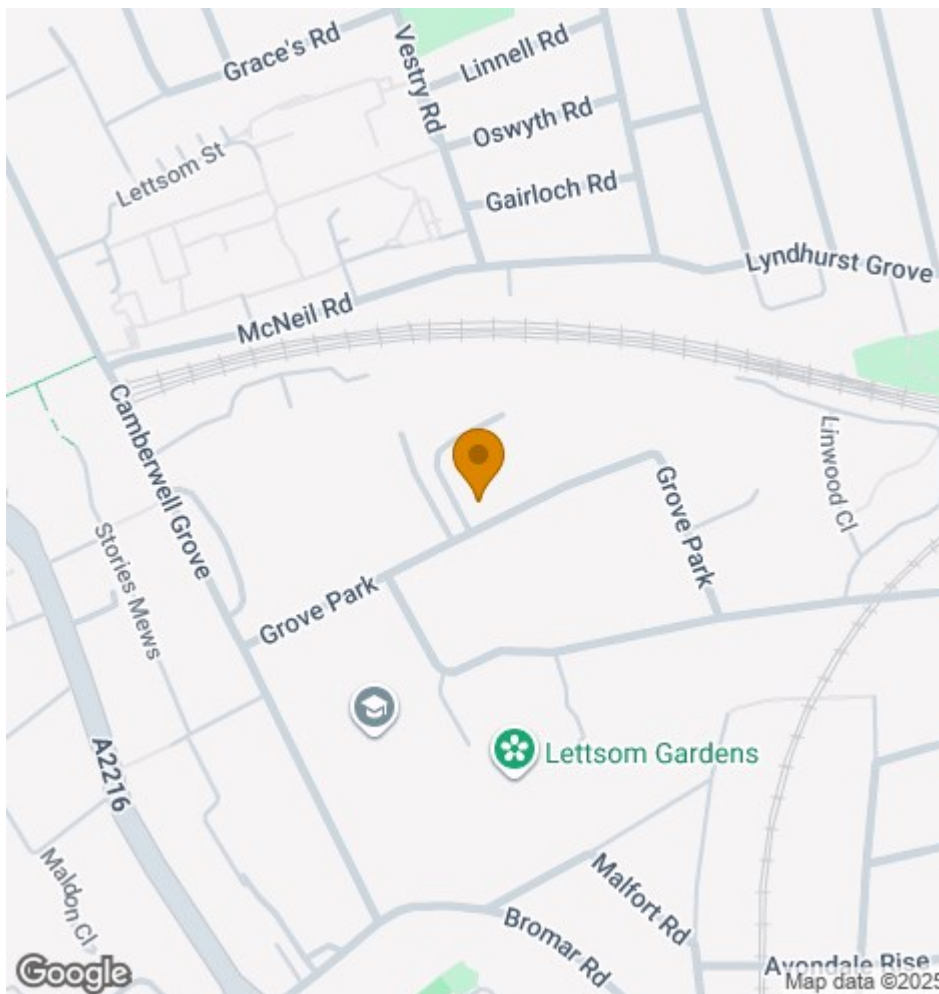 Grace's Rd
Vestry Rd
Linnell Rd
Oswyth Rd
Lettsom St
Gairloch Rd
Lyndhurst Grove
McNeil Rd
Camberwell Grove
Linwood Cl
Grove Park
Stories Mews
Grove Park
A2216
Lettsom Gardens
Maldon Cl
Malfort Rd
Bromar Rd
Avondale Rise
Google
Map data ©2025